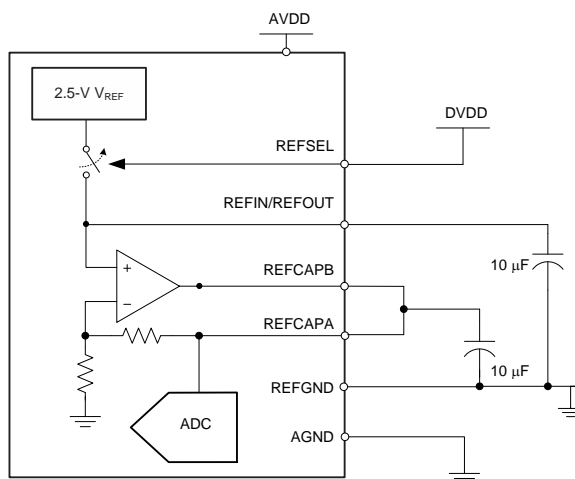 AVDD
2.5-V VREF
DVDD
REFSEL
REFIN/REFOUT
+
10 μF
REFCAPB
−
REFCAPA
10 μF
REFGND
ADC
AGND